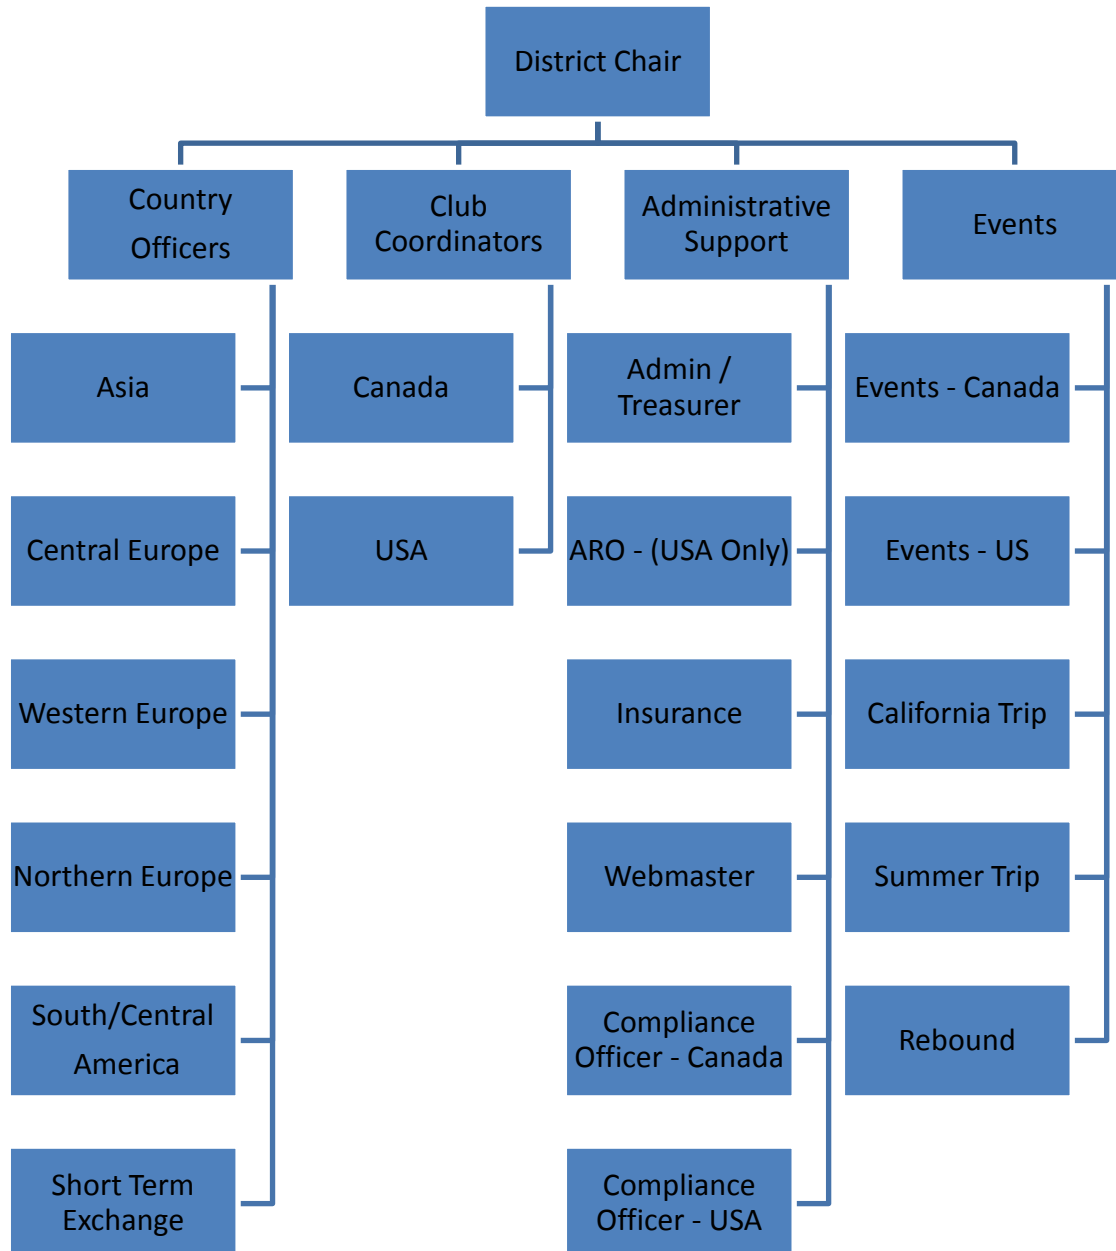 District Chair
Country
Officers
Club
Coordinators
Administrative
Support
Events
Asia
Canada
Admin /
Treasurer
Events - Canada
Central Europe
USA
ARO - (USA Only)
Events - US
Western Europe
Insurance
California Trip
Northern Europe
Webmaster
Summer Trip
South/Central
America
Compliance
Officer - Canada
Rebound
Short Term
Exchange
Compliance
Officer - USA